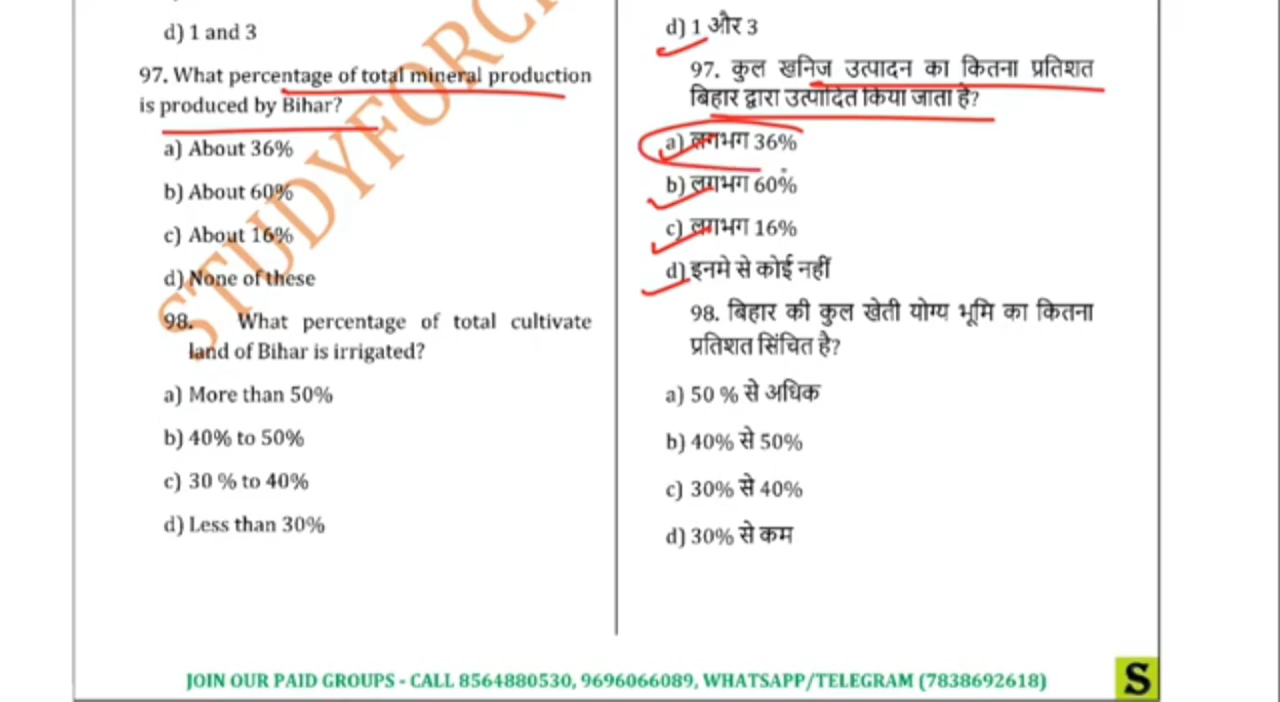 d) 1 and 3
97. What percentage of total mineral production
is produced by Bihar?
a) About 36%
b) About 60%
c) About 16%
d) None of these
98. What percentage of total cultivate
land of Bihar is irrigated?
a) More than 50%
b) 40% to 50%
c) 30 % to 40%
d) Less than 30%
d) 1 और 3
97. कुल खनिज उत्पादन का कितना प्रतिशत
बिहार द्वारा उत्पादित किया जाता है?
a) लगभग 36%
b) लगभग 60%
c) लगभग 16%
d) इनमे से कोई नहीं
98. बिहार की कुल खेती योग्य भूमि का कितना
प्रतिशत सिंचित है?
a) 50 % से अधिक
b) 40% से 50%
c) 30% से 40%
d) 30% से कम
JOIN OUR PAID GROUPS - CALL 8564880530, 9696066089, WHATSAPP/TELEGRAM (7838692618)
S